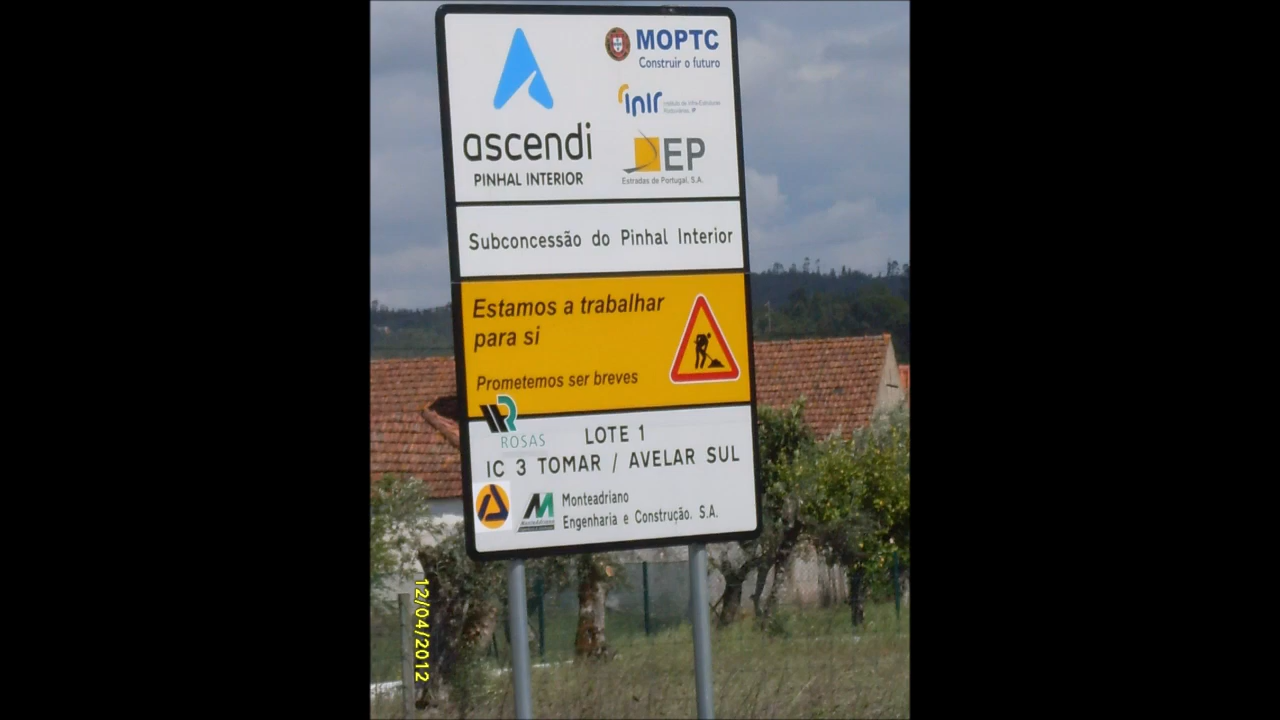 ascendi
PINHAL INTERIOR
MOPTC
Construir o futuro
inir
EP
Estradas de Portugal, S.A.
Subconcessão do Pinhal Interior
Estamos a trabalhar
para si
Prometemos ser breves
ROSAS
LOTE 1
IC 3 TOMAR / AVELAR SUL
Monteadriano
Engenharia e Construção, S.A.
12/04/2012